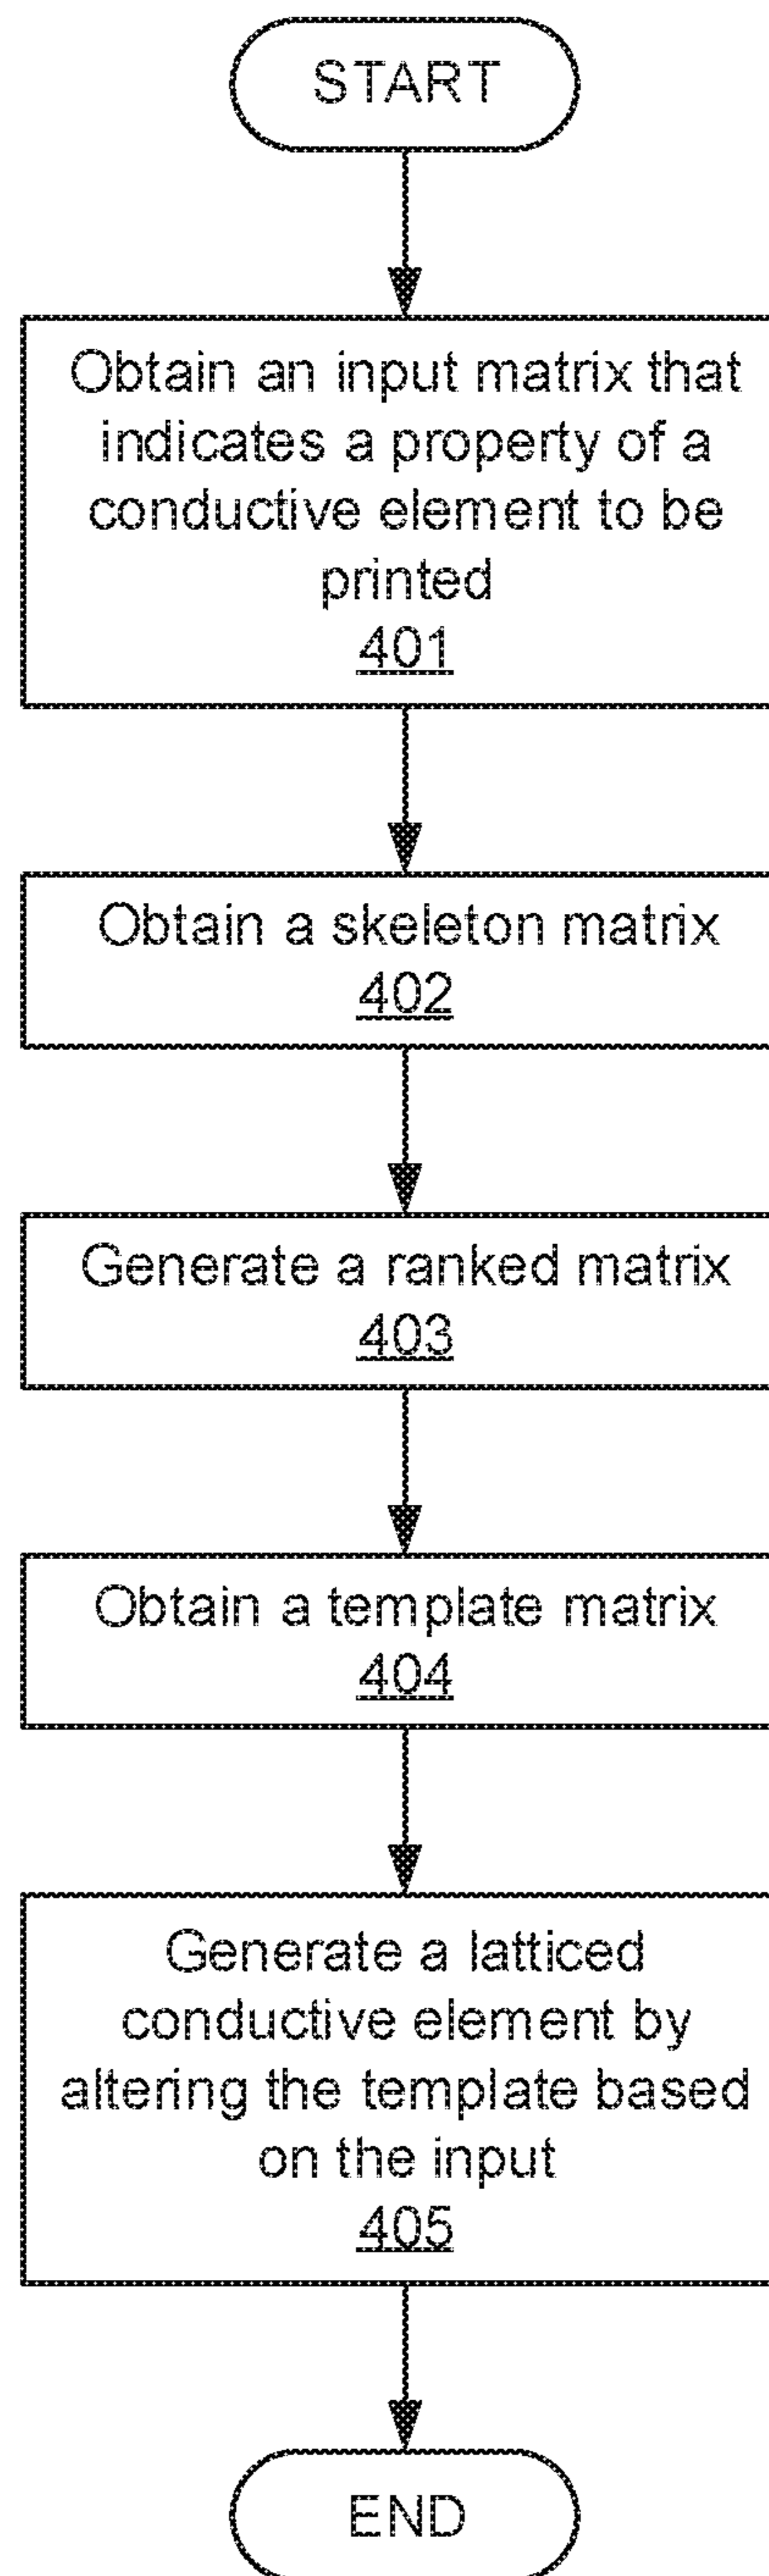 START
Obtain an input matrix that
indicates a property of a
conductive element to be
printed
401
Obtain a skeleton matrix
402
Generate a ranked matrix
403
Obtain a template matrix
404
Generate a latticed
conductive element by
altering the template based
on the input
405
END